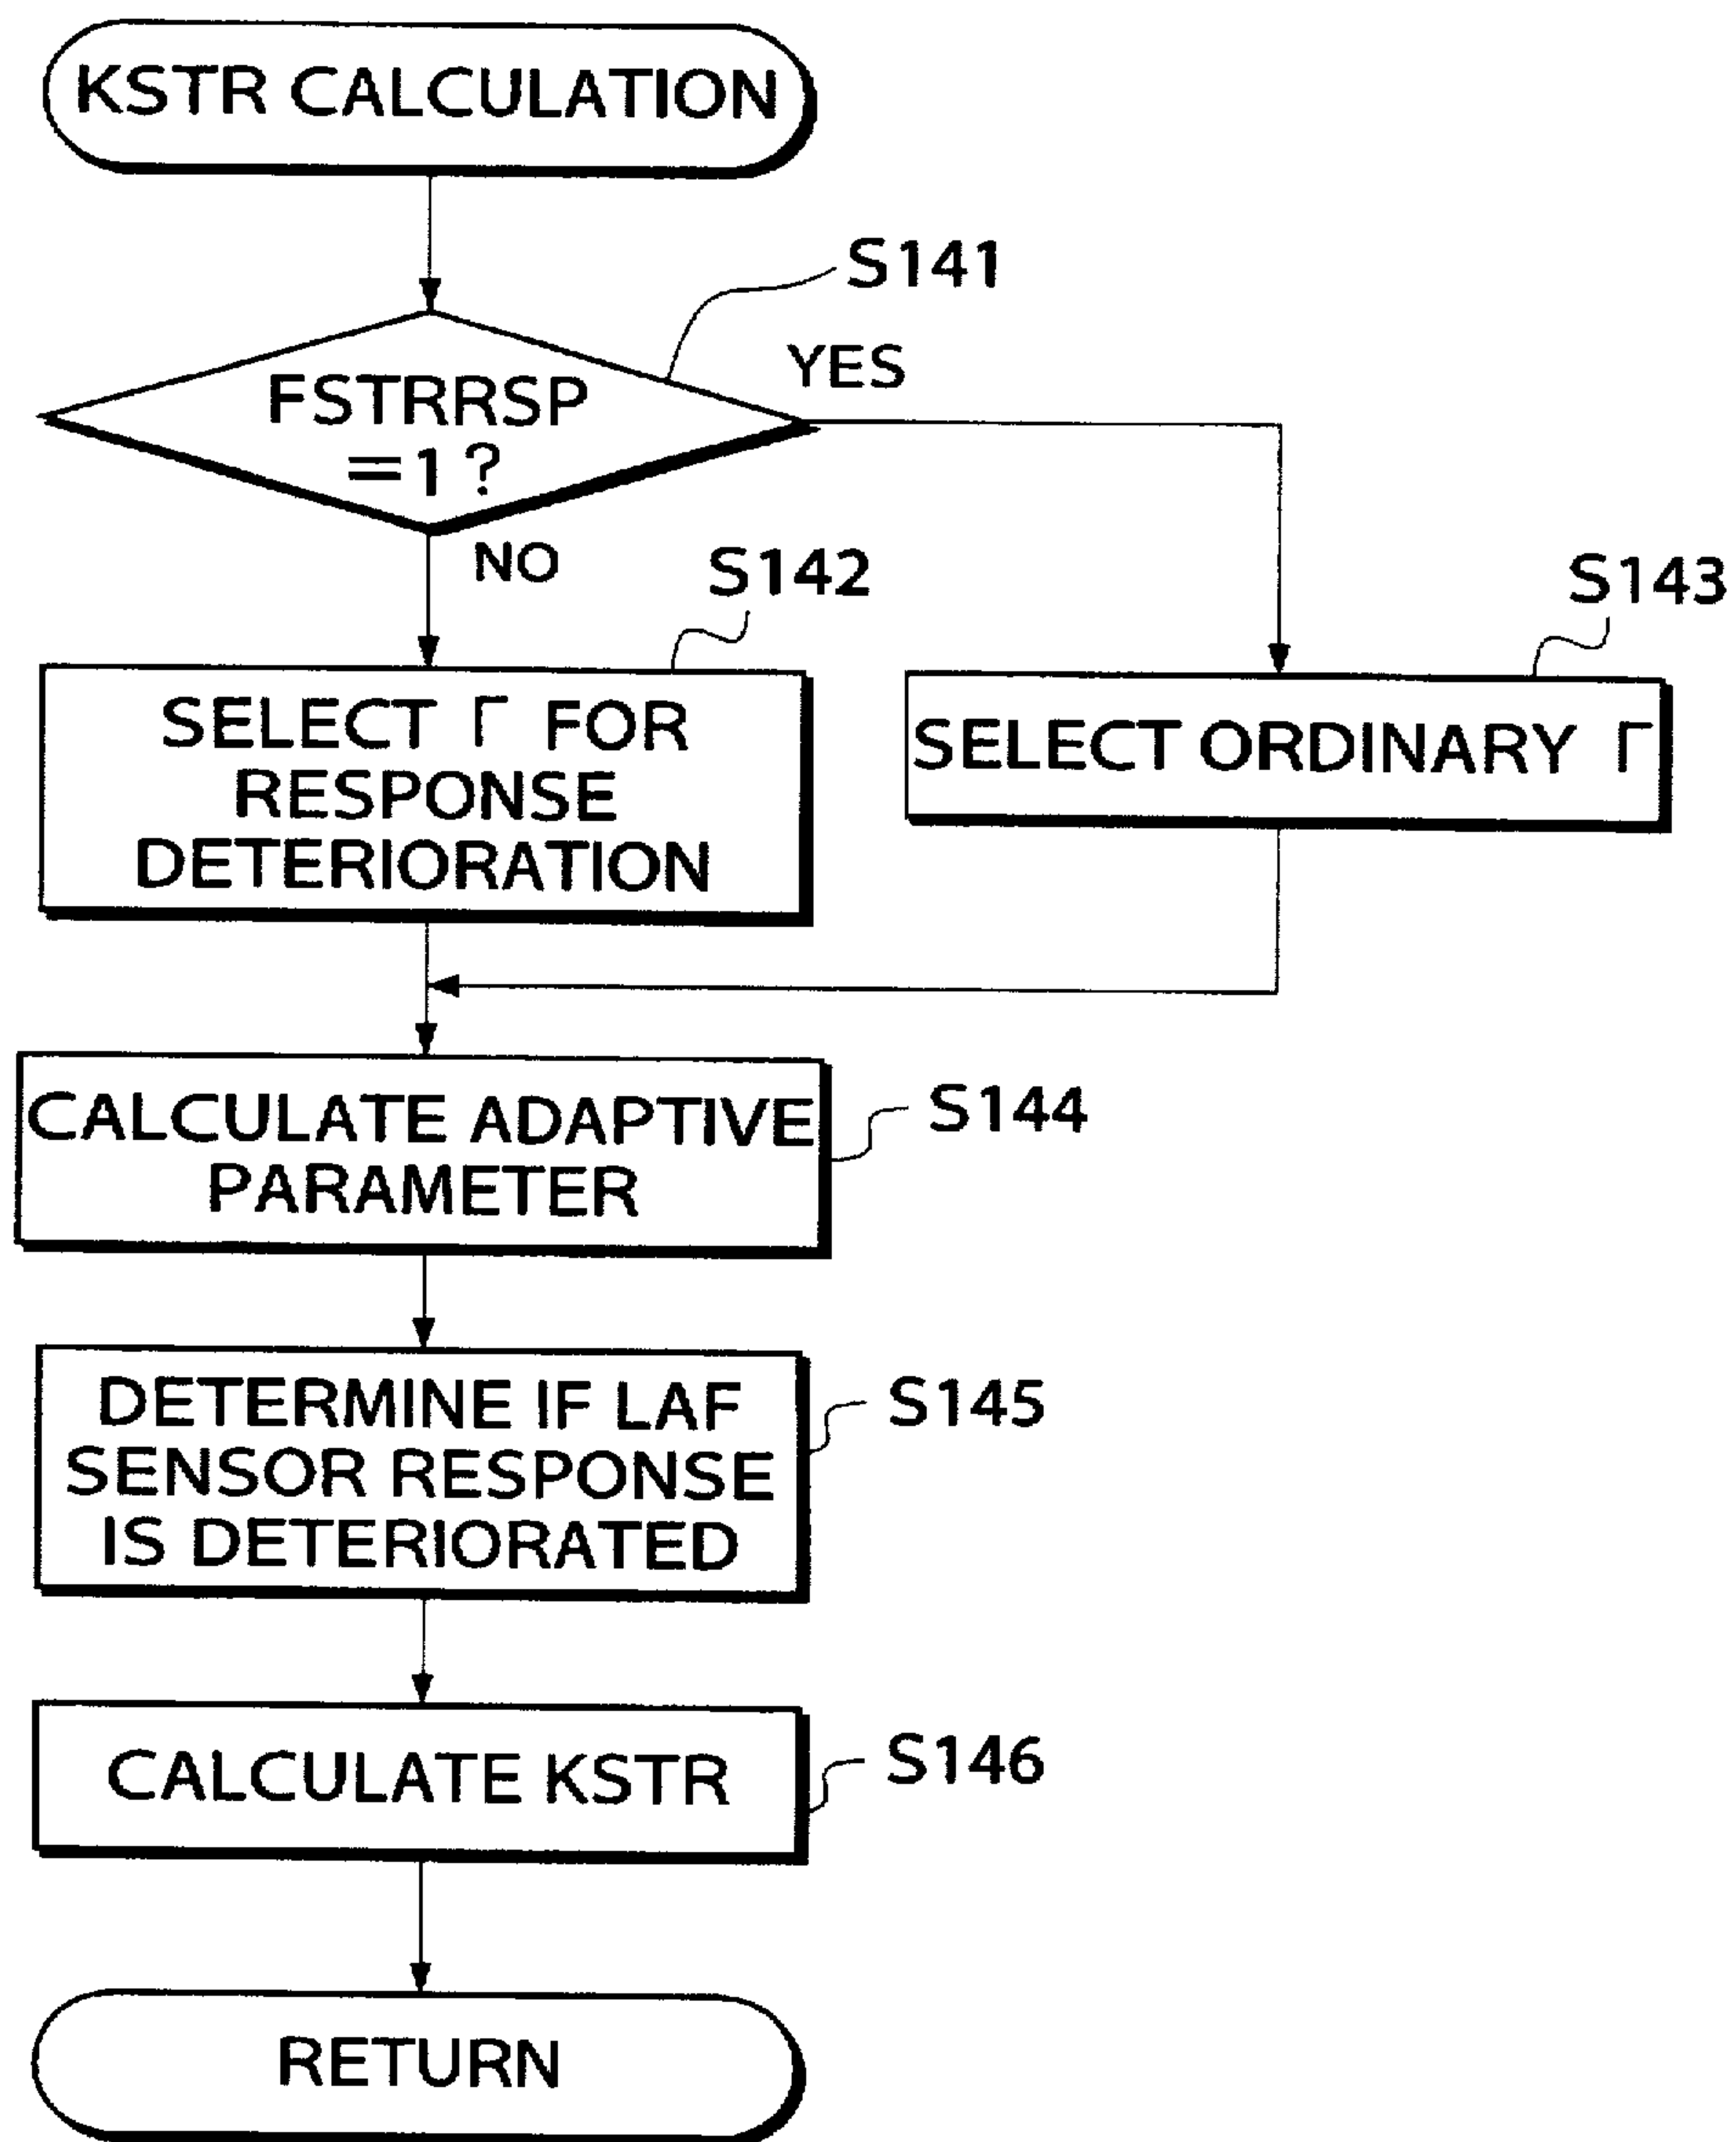 KSTR CALCULATION
S141
FSTRRSP
=1?
YES
NO
S142
S143
SELECT Γ FOR
RESPONSE
DETERIORATION
SELECT ORDINARY Γ
CALCULATE ADAPTIVE
PARAMETER
S144
DETERMINE IF LAF
SENSOR RESPONSE
IS DETERIORATED
S145
CALCULATE KSTR
S146
RETURN